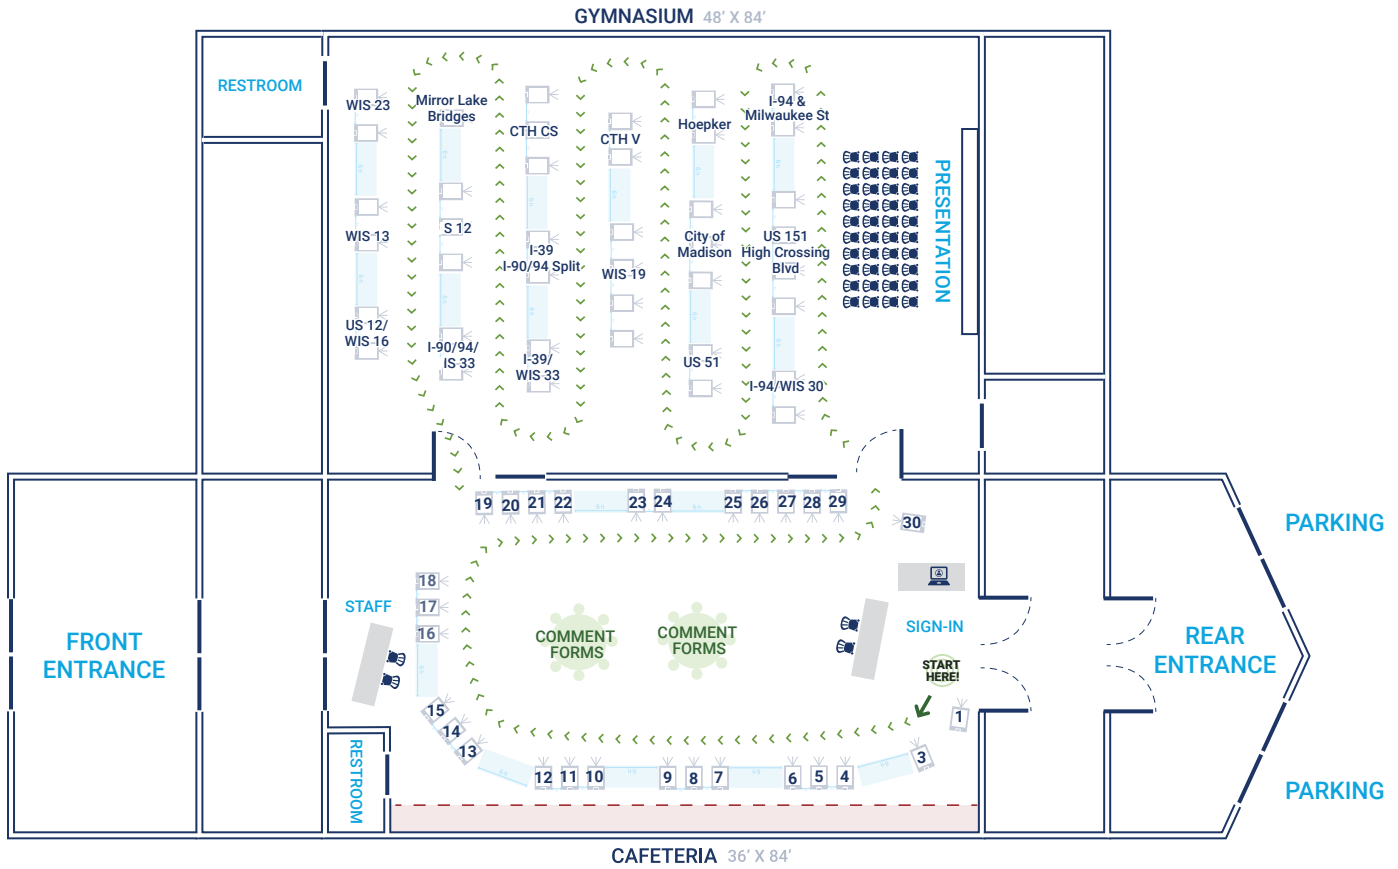 GYMNASIUM 48’ X 84’
RESTROOM
WIS 23
WIS 13
US 12/
WIS 16
Mirror Lake
Bridges
S 12
I-90/94/
IS 33
CTH CS
I-39
I-90/94 Split
I-39/
WIS 33
CTH V
WIS 19
Hoepker
City of
Madison
US 51
I-94 &
Milwaukee St
US 151
High Crossing
Blvd
I-94/WIS 30
PRESENTATION
19 20 21 22 23 24 25 26 27 28 29
30
PARKING
18
17
16
STAFF
COMMENT
FORMS
COMMENT
FORMS
SIGN-IN
START
HERE!
FRONT
ENTRANCE
REAR
ENTRANCE
15
14
13
12 11 10 9 8 7 6 5 4
3
1
RESTROOM
PARKING
CAFETERIA 36’ X 84’